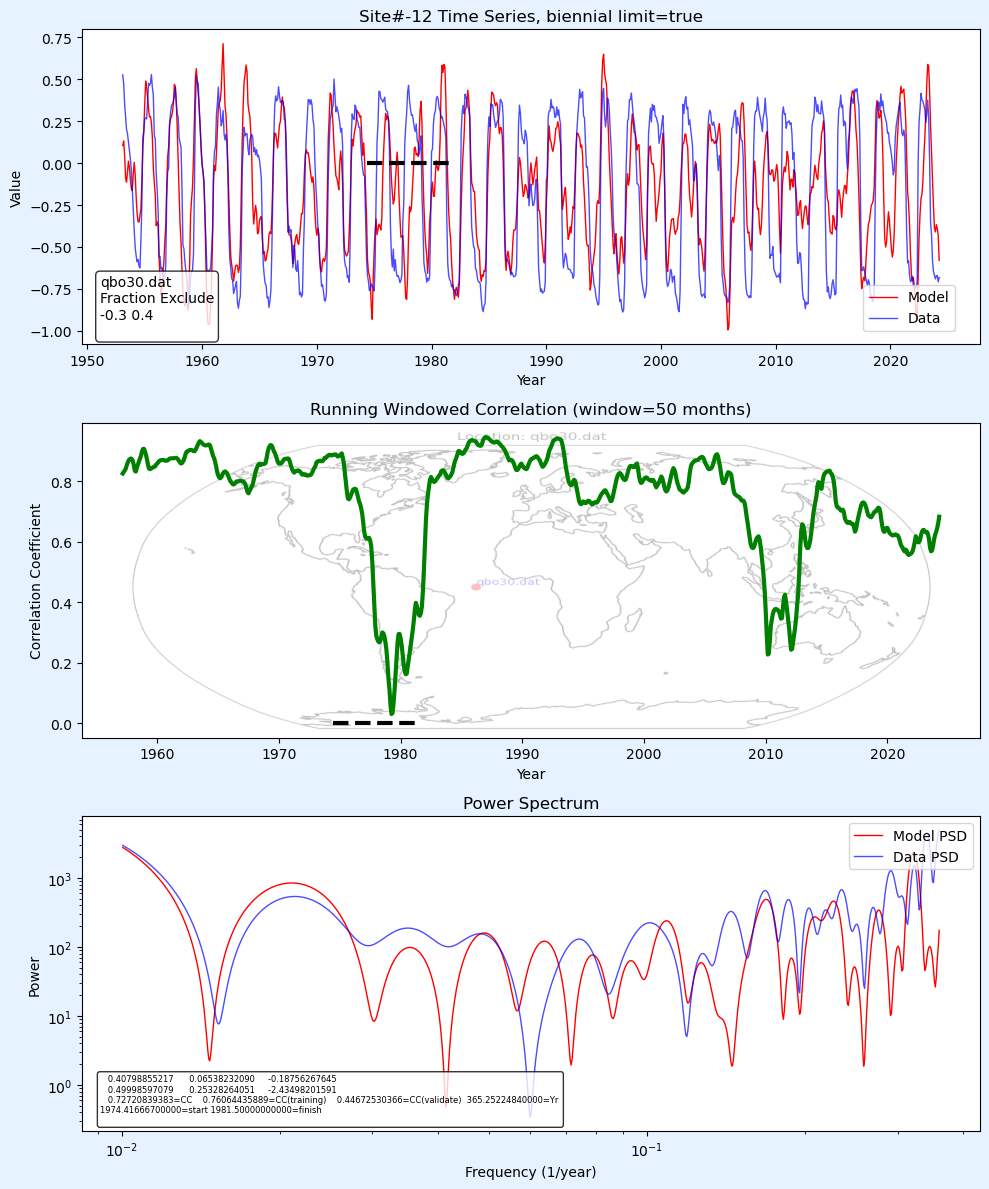 Site#-12 Time Series, biennial limit=true
0.75
0.50
0.25
0.00
−0.25
−0.50
−0.75
−1.00
Value
qbo30.dat
Fraction Exclude
-0.3 0.4
Model
Data
1950 1960 1970 1980 1990 2000 2010 2020
Year
Running Windowed Correlation (window=50 months)
Location: qbo30.dat
0.8
0.6
0.4
0.2
0.0
Correlation Coefficient
qbo30.dat
1960 1970 1980 1990 2000 2010 2020
Year
Power Spectrum
Model PSD
Data PSD
10³
10²
10¹
10⁰
Power
0.40798855217 0.06538232090 -0.18756267645
0.49998597079 0.25328264051 -2.43498201591
0.72720839383=CC 0.76064435889=CC(training) 0.44672530366=CC(validate) 365.25224840000=Yr
1974.41666700000=start 1981.50000000000=finish
10⁻² 10⁻¹
Frequency (1/year)